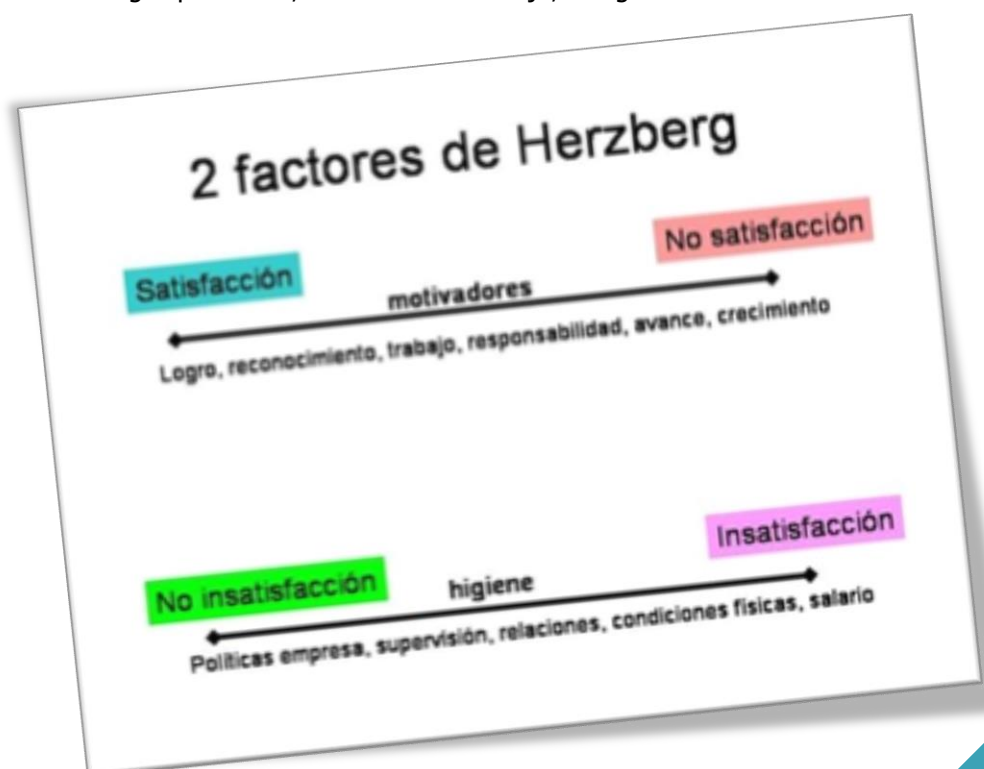 2 factores de Herzberg
Satisfacción
No satisfacción
motivadores
Logro, reconocimiento, trabajo, responsabilidad, avance, crecimiento
No insatisfacción
Insatisfacción
higiene
Políticas empresa, supervisión, relaciones, condiciones físicas, salario